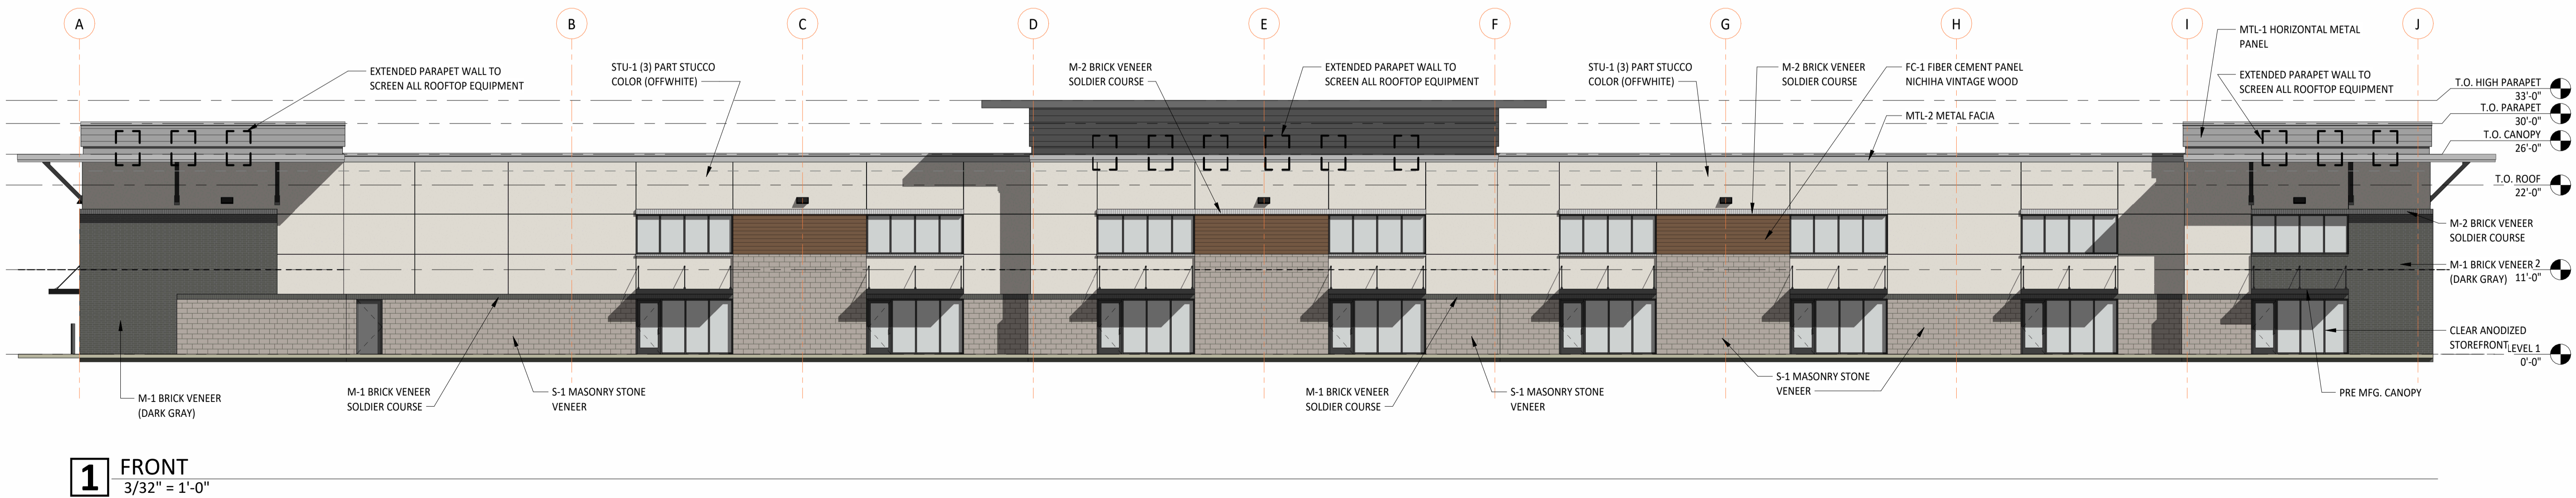 A
B
C
D
E
F
G
H
I
J
EXTENDED PARAPET WALL TO
SCREEN ALL ROOFTOP EQUIPMENT
STU-1 (3) PART STUCCO
COLOR (OFFWHITE)
M-2 BRICK VENEER
SOLDIER COURSE
EXTENDED PARAPET WALL TO
SCREEN ALL ROOFTOP EQUIPMENT
STU-1 (3) PART STUCCO
COLOR (OFFWHITE)
M-2 BRICK VENEER
SOLDIER COURSE
FC-1 FIBER CEMENT PANEL
NICHIHA VINTAGE WOOD
MTL-2 METAL FACIA
MTL-1 HORIZONTAL METAL
PANEL
EXTENDED PARAPET WALL TO
SCREEN ALL ROOFTOP EQUIPMENT
T.O. HIGH PARAPET
33'-0"
T.O. PARAPET
30'-0"
T.O. CANOPY
26'-0"
T.O. ROOF
22'-0"
M-2 BRICK VENEER
SOLDIER COURSE
M-1 BRICK VENEER 2
(DARK GRAY) 11'-0"
CLEAR ANODIZED
STOREFRONT LEVEL 1
0'-0"
M-1 BRICK VENEER
(DARK GRAY)
M-1 BRICK VENEER
SOLDIER COURSE
S-1 MASONRY STONE
VENEER
M-1 BRICK VENEER
SOLDIER COURSE
S-1 MASONRY STONE
VENEER
S-1 MASONRY STONE
VENEER
PRE MFG. CANOPY
1 FRONT
3/32" = 1'-0"